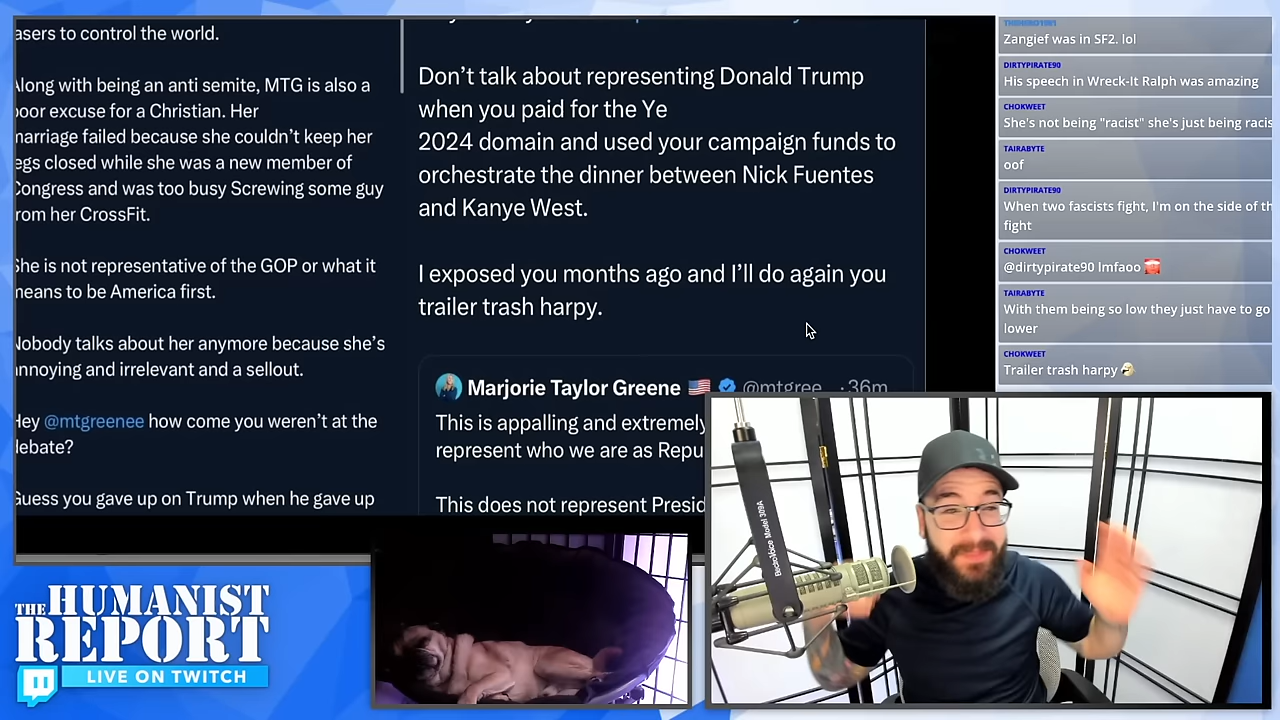 asers to control the world.
Along with being an anti semite, MTG is also a
poor excuse for a Christian. Her
marriage failed because she couldn't keep her
egs closed while she was a new member of
Congress and was too busy Screwing some guy
rom her CrossFit.
She is not representative of the GOP or what it
means to be America first.
Nobody talks about her anymore because she's
annoying and irrelevant and a sellout.
Hey @mtgreenee how come you weren't at the
debate?
Guess you gave up on Trump when he gave up
Don't talk about representing Donald Trump
when you paid for the Ye
2024 domain and used your campaign funds to
orchestrate the dinner between Nick Fuentes
and Kanye West.
I exposed you months ago and I'll do again you
trailer trash harpy.
Marjorie Taylor Greene 🇺🇸 @mtgree... · 36m
This is appalling and extremely
represent who we are as Repu
This does not represent Presid
Zangief was in SF2. lol
DIRTYPIRATE90
His speech in Wreck-It Ralph was amazing
CHOKWEET
She's not being "racist" she's just being racis
TAIRABYTE
oof
DIRTYPIRATE90
When two fascists fight, I'm on the side of th
fight
CHOKWEET
@dirtypirate90 lmfaoo
TAIRABYTE
With them being so low they just have to go
lower
CHOKWEET
Trailer trash harpy
ElectroVoice Model 309A
THE HUMANIST
REPORT
LIVE ON TWITCH